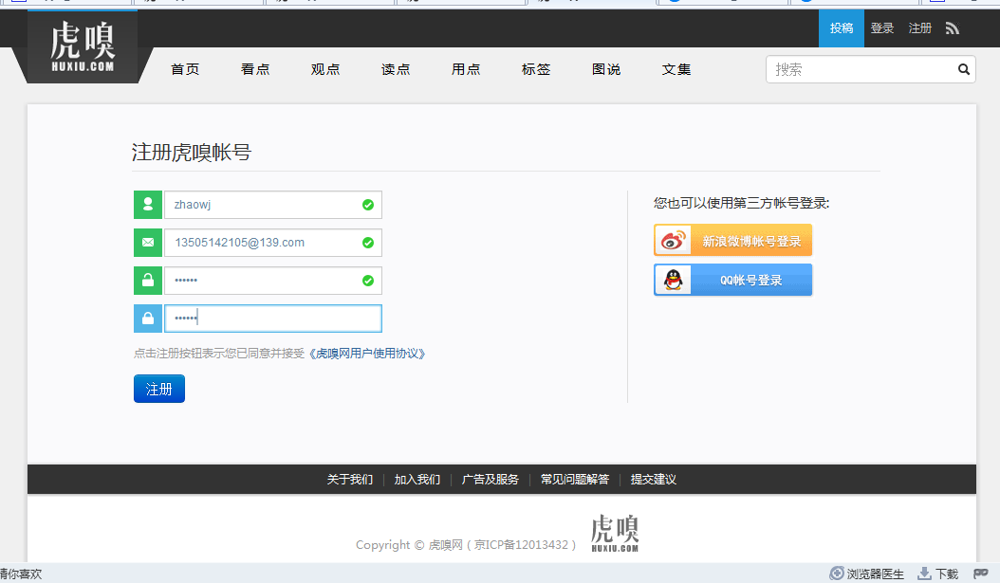 投稿 登录 注册
虎嗅
HUXIU.COM
首页 看点 观点 读点 用点 标签 图说 文集
搜索
注册虎嗅帐号
zhaowj
13505142105@139.com
••••••
••••••
点击注册按钮表示您已同意并接受《虎嗅网用户使用协议》
注册
您也可以使用第三方帐号登录:
新浪微博帐号登录
QQ帐号登录
关于我们 | 加入我们 | 广告及服务 | 常见问题解答 | 提交建议
Copyright © 虎嗅网 ( 京ICP备12013432 )
虎嗅
HUXIU.COM
猜你喜欢
浏览器医生 下载